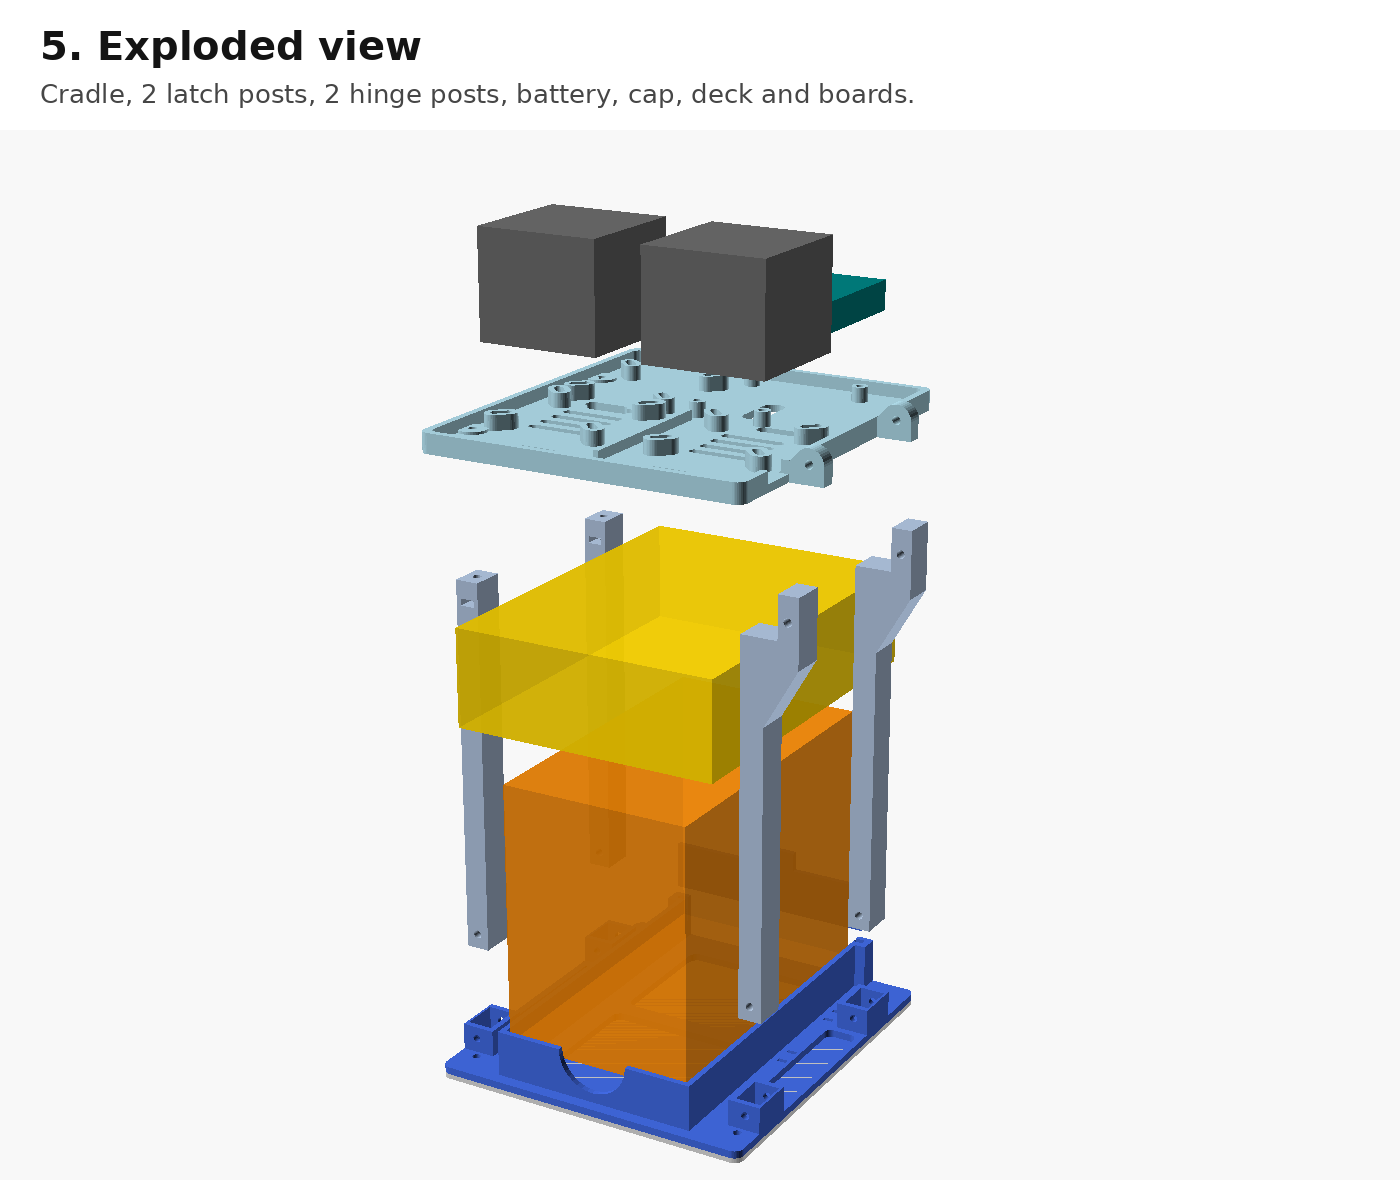 5. Exploded view
Cradle, 2 latch posts, 2 hinge posts, battery, cap, deck and boards.